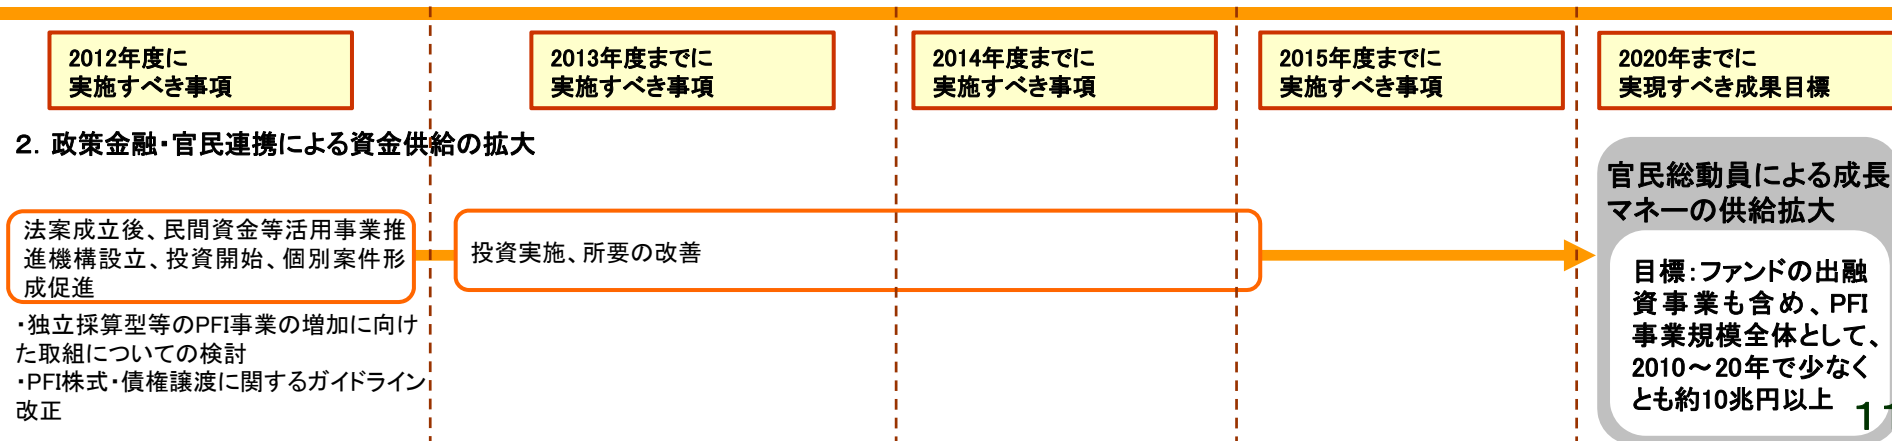 2012年度に
実施すべき事項
2013年度までに
実施すべき事項
2014年度までに
実施すべき事項
2015年度までに
実施すべき事項
2020年までに
実現すべき成果目標
２．政策金融・官民連携による資金供給の拡大
法案成立後、民間資金等活用事業推
進機構設立、投資開始、個別案件形
成促進
投資実施、所要の改善
・独立採算型等のPFI事業の増加に向け
た取組についての検討
・PFI株式・債権譲渡に関するガイドライン
改正
官民総動員による成長
マネーの供給拡大
目標：ファンドの出融
資事業も含め、PFI
事業規模全体として、
2010～20年で少なく
とも約10兆円以上
11